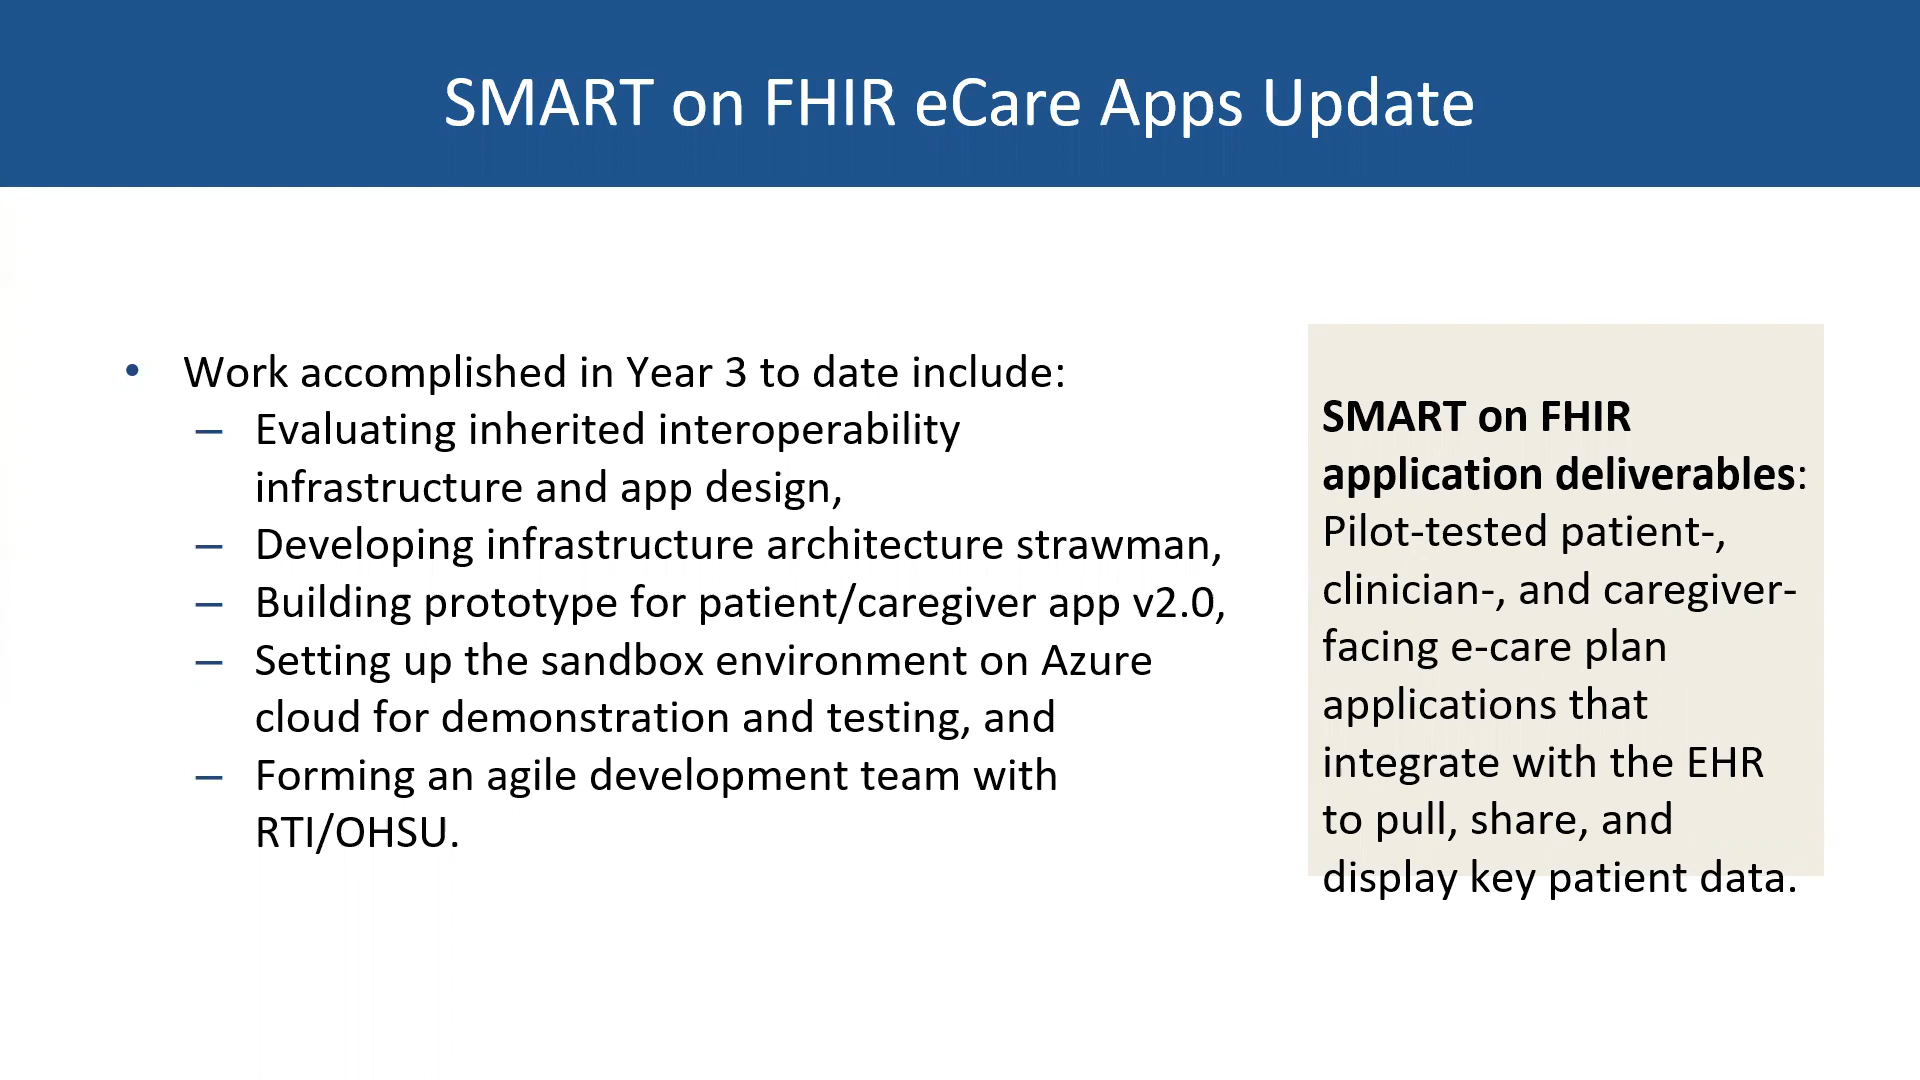 SMART on FHIR eCare Apps Update
• Work accomplished in Year 3 to date include:
– Evaluating inherited interoperability
infrastructure and app design,
– Developing infrastructure architecture strawman,
– Building prototype for patient/caregiver app v2.0,
– Setting up the sandbox environment on Azure
cloud for demonstration and testing, and
– Forming an agile development team with
RTI/OHSU.
SMART on FHIR
application deliverables:
Pilot-tested patient-,
clinician-, and caregiver-
facing e-care plan
applications that
integrate with the EHR
to pull, share, and
display key patient data.